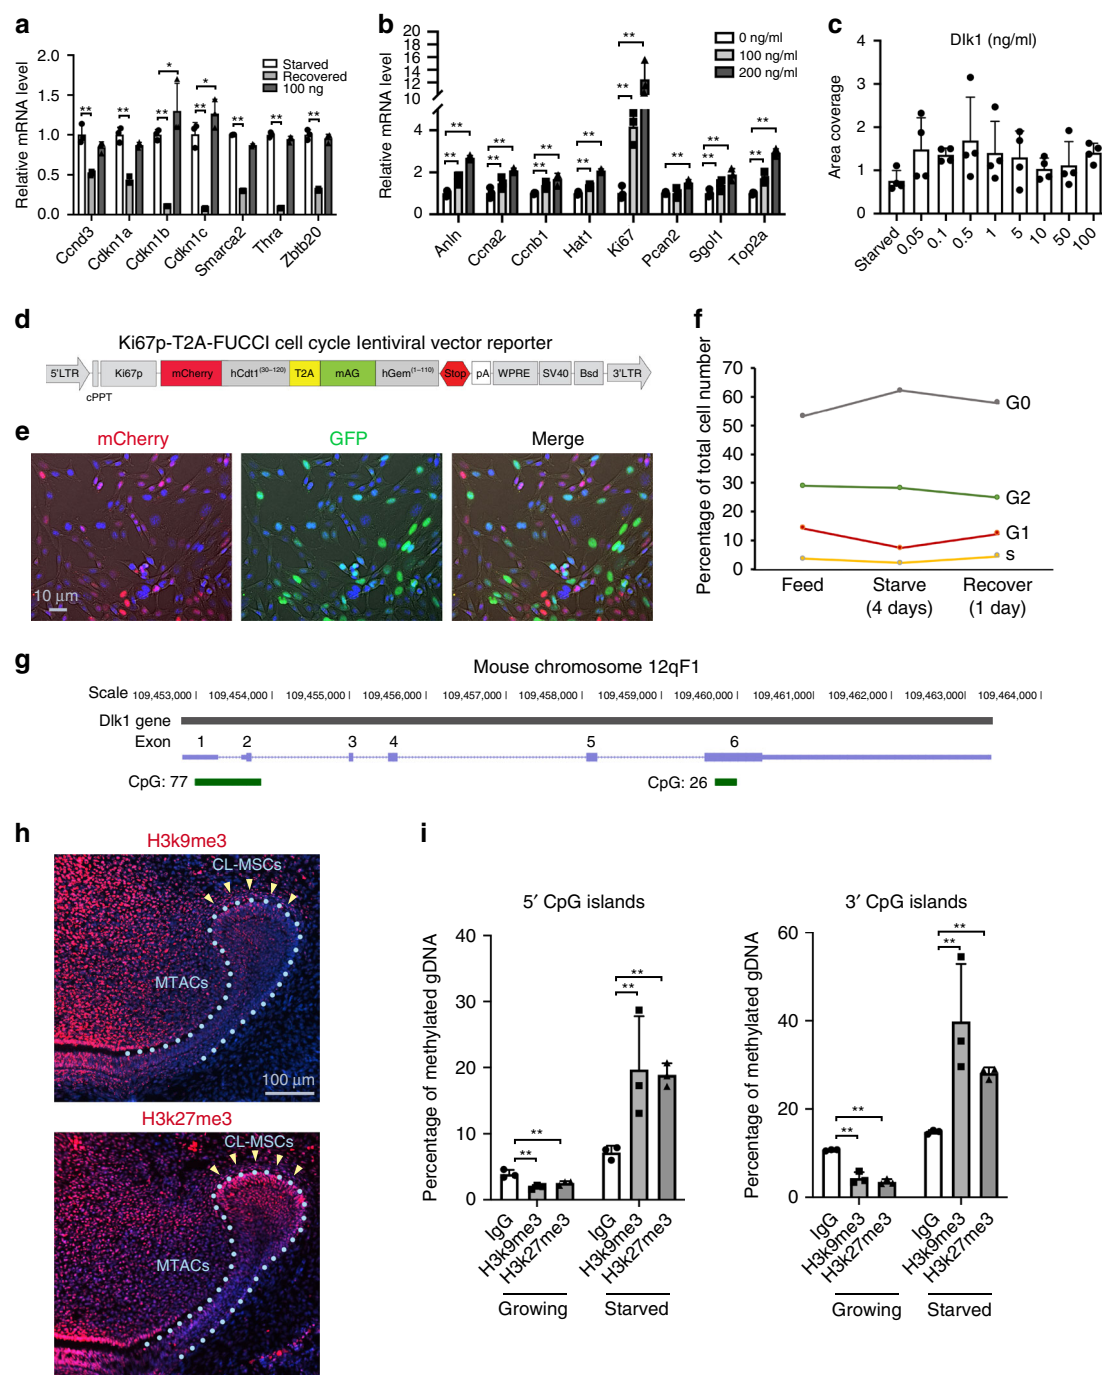 a
Relative mRNA level
2.0
1.5
1.0
0.5
0.0
Starved
Recovered
100 ng
** ** ** * ** * ** ** **
Ccnd3
Cdkn1a
Cdkn1b
Cdkn1c
Smarca2
Thra
Zbtb20
b
Relative mRNA level
20
18
16
14
12
10
4
2
0
0 ng/ml
100 ng/ml
200 ng/ml
** ** ** ** ** ** ** ** ** ** ** ** ** ** **
Anln
Ccna2
Ccnb1
Hat1
Ki67
Pcan2
Sgol1
Top2a
c
Dlk1 (ng/ml)
Area coverage
4
3
2
1
0
Starved
0.05
0.1
0.5
1
5
10
50
100
d
Ki67p-T2A-FUCCI cell cycle lentiviral vector reporter
5'LTR
cPPT
Ki67p
mCherry
hCdt1(30–120)
T2A
mAG
hGem(1–110)
Stop
pA
WPRE
SV40
Bsd
3'LTR
e
mCherry
GFP
Merge
10 μm
f
Percentage of total cell number
70
60
50
40
30
20
10
0
G0
G2
G1
s
Feed
Starve
(4 days)
Recover
(1 day)
g
Mouse chromosome 12qF1
Scale
109,453,000
109,454,000
109,455,000
109,456,000
109,457,000
109,458,000
109,459,000
109,460,000
109,461,000
109,462,000
109,463,000
109,464,000
Dlk1 gene
Exon
1
2
3
4
5
6
CpG: 77
CpG: 26
h
H3k9me3
CL-MSCs
MTACs
100 μm
H3k27me3
CL-MSCs
MTACs
i
5′ CpG islands
Percentage of methylated gDNA
40
30
20
10
0
** ** ** **
IgG
H3k9me3
H3k27me3
IgG
H3k9me3
H3k27me3
Growing
Starved
3′ CpG islands
Percentage of methylated gDNA
60
40
20
0
** ** ** **
IgG
H3k9me3
H3k27me3
IgG
H3k9me3
H3k27me3
Growing
Starved